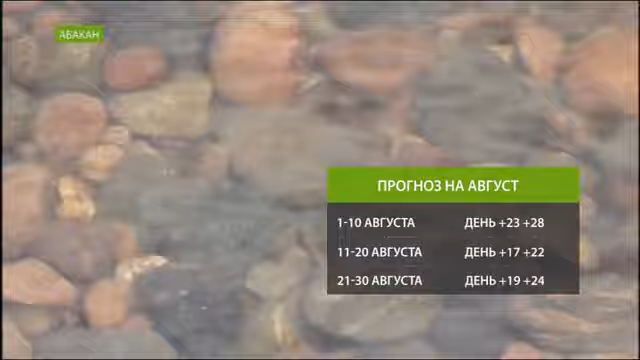 АБАКАН
ПРОГНОЗ НА АВГУСТ
1-10 АВГУСТА ДЕНЬ +23 +28
11-20 АВГУСТА ДЕНЬ +17 +22
21-30 АВГУСТА ДЕНЬ +19 +24